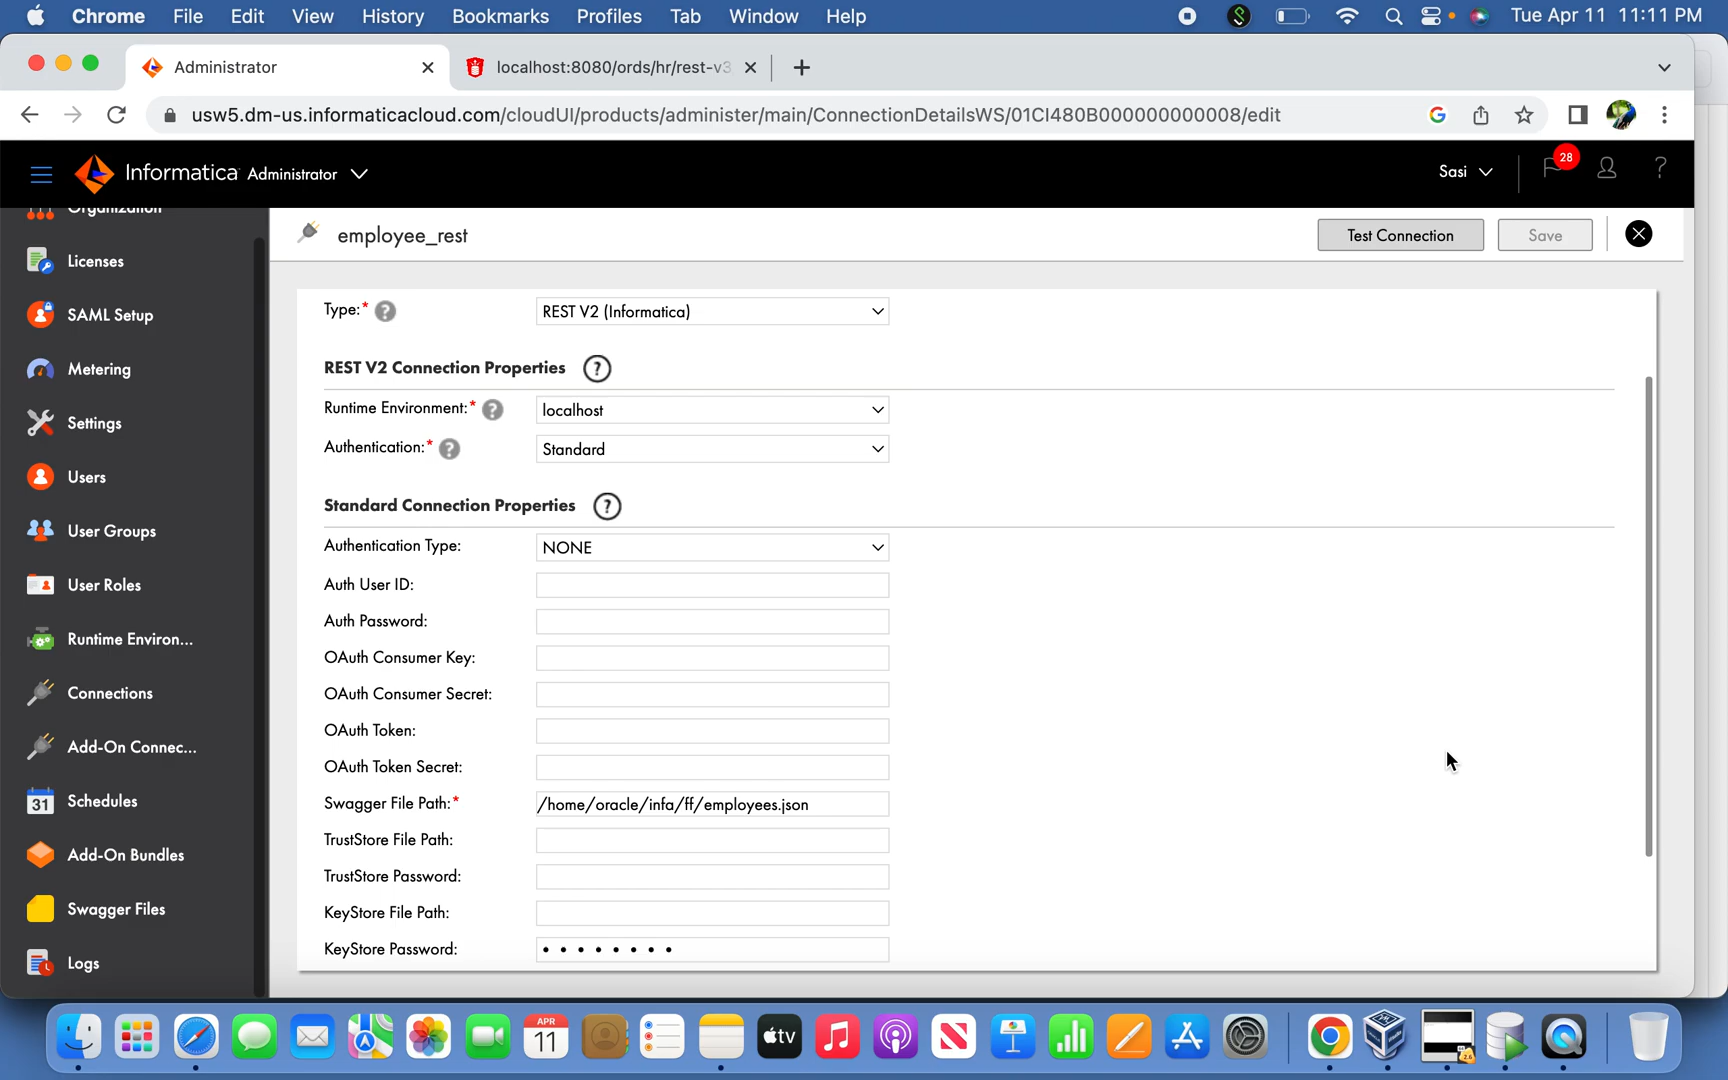 Chrome File Edit View History Bookmarks Profiles Tab Window Help Tue Apr 11 11:11 PM
Administrator localhost:8080/ords/hr/rest-v3
usw5.dm-us.informaticacloud.com/cloudUI/products/administer/main/ConnectionDetailsWS/01CI480B000000000008/edit
Informatica Administrator Sasi 28 ?
Organization
Licenses
SAML Setup
Metering
Settings
Users
User Groups
User Roles
Runtime Environ...
Connections
Add-On Connec...
31 Schedules
Add-On Bundles
Swagger Files
Logs
employee_rest Test Connection Save
Type:* ? REST V2 (Informatica)
REST V2 Connection Properties ?
Runtime Environment:* ? localhost
Authentication:* ? Standard
Standard Connection Properties ?
Authentication Type: NONE
Auth User ID:
Auth Password:
OAuth Consumer Key:
OAuth Consumer Secret:
OAuth Token:
OAuth Token Secret:
Swagger File Path:* /home/oracle/infa/ff/employees.json
TrustStore File Path:
TrustStore Password:
KeyStore File Path:
KeyStore Password: ••••••••
APR
11
tv